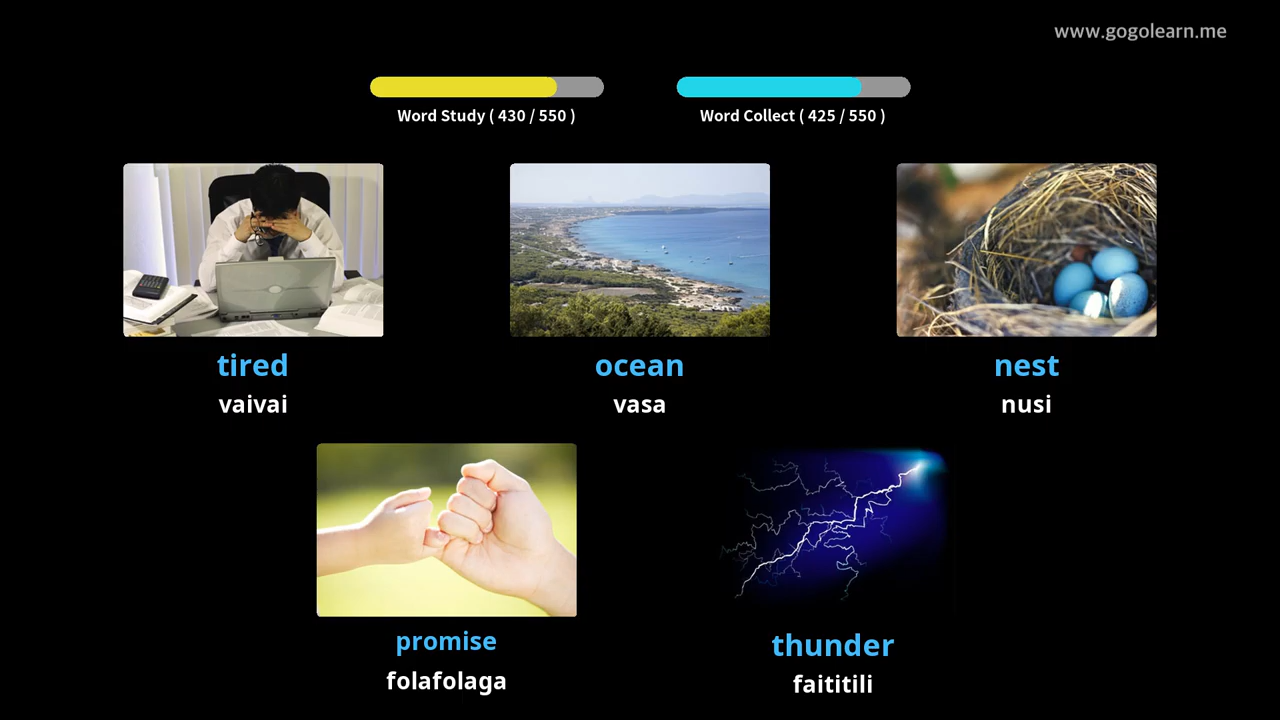 www.gogolearn.me
Word Study ( 430 / 550 )
Word Collect ( 425 / 550 )
tired
vaivai
ocean
vasa
nest
nusi
promise
folafolaga
thunder
faititili